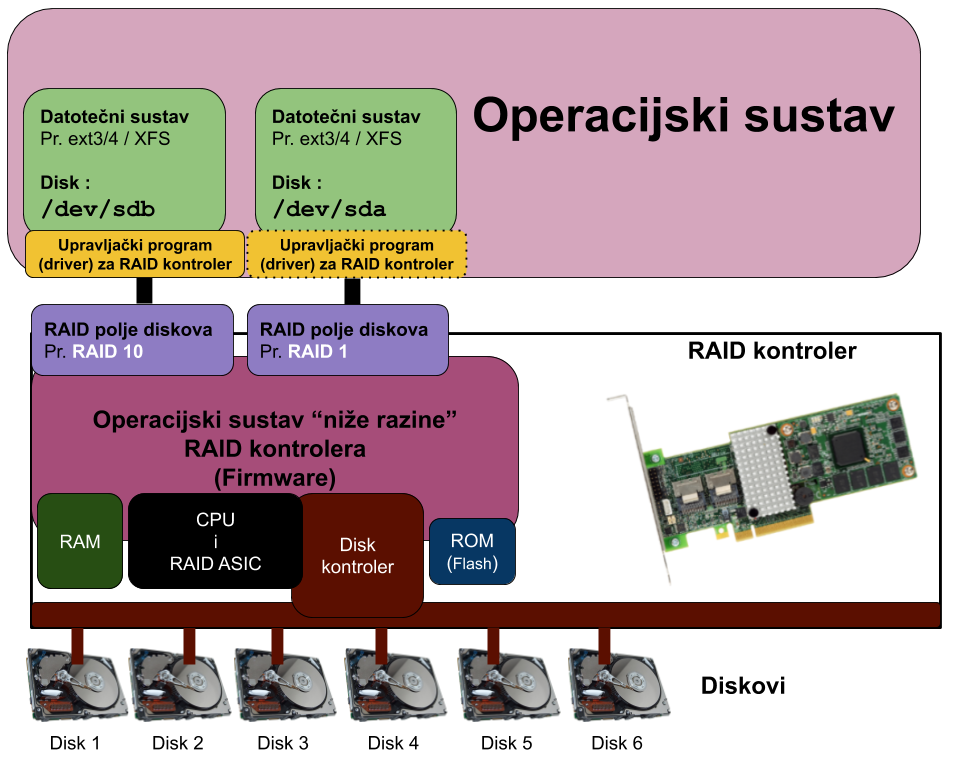 Operacijski sustav
Datotečni sustav
Pr. ext3/4 / XFS
Disk :
/dev/sdb
Datotečni sustav
Pr. ext3/4 / XFS
Disk :
/dev/sda
Upravljački program
(driver) za RAID kontroler
Upravljački program
(driver) za RAID kontroler
RAID polje diskova
Pr. RAID 10
RAID polje diskova
Pr. RAID 1
RAID kontroler
Operacijski sustav “niže razine”
RAID kontrolera
(Firmware)
RAM
CPU
i
RAID ASIC
Disk
kontroler
ROM
(Flash)
Diskovi
Disk 1
Disk 2
Disk 3
Disk 4
Disk 5
Disk 6